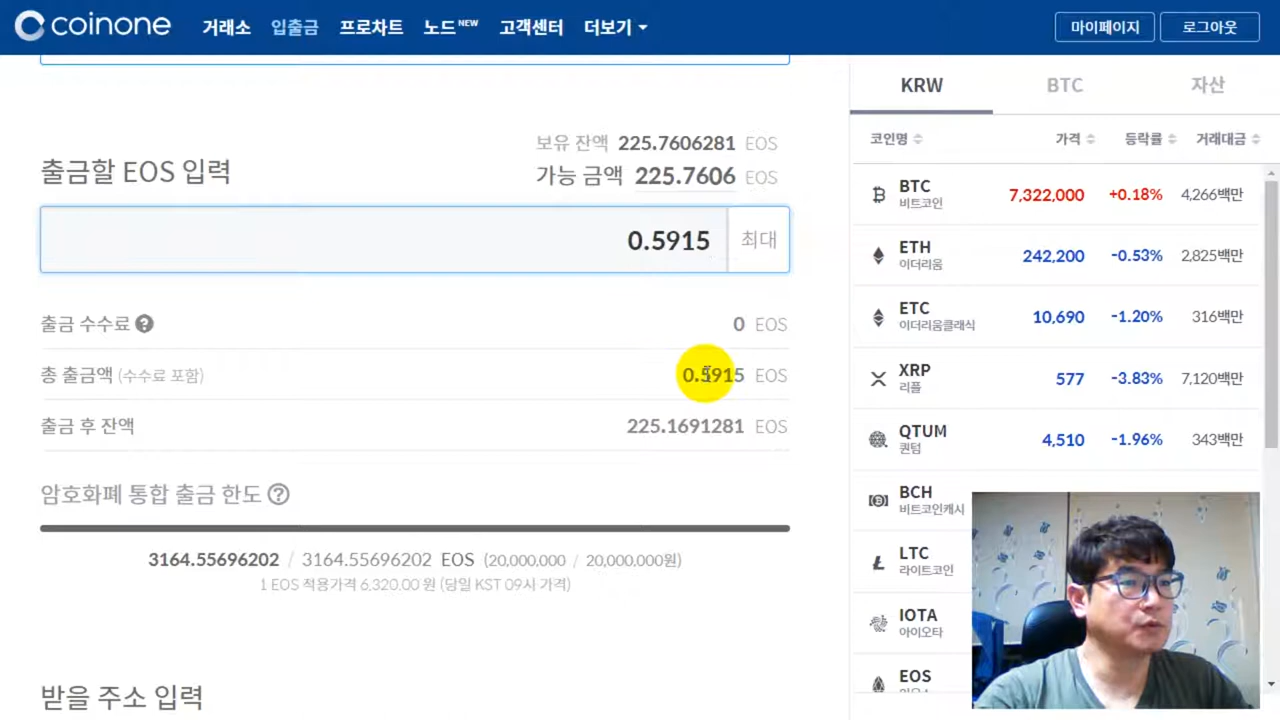 coinone 거래소 입출금 프로차트 노드 NEW 고객센터 더보기 마이페이지 로그아웃
출금할 EOS 입력
보유 잔액 225.7606281 EOS
가능 금액 225.7606 EOS
0.5915 최대
출금 수수료 ? 0 EOS
총 출금액 (수수료 포함) 0.5915 EOS
출금 후 잔액 225.1691281 EOS
암호화폐 통합 출금 한도 ?
3164.55696202 / 3164.55696202 EOS (20,000,000 / 20,000,000원)
1 EOS 적용가격 6,320.00 원 (당일 KST 09시 가격)
받을 주소 입력
KRW BTC 자산
코인명 가격 등락률 거래대금
BTC 7,322,000 +0.18% 4,266백만
비트코인
ETH 242,200 -0.53% 2,825백만
이더리움
ETC 10,690 -1.20% 316백만
이더리움클래식
XRP 577 -3.83% 7,120백만
리플
QTUM 4,510 -1.96% 343백만
퀀텀
BCH
비트코인캐시
LTC
라이트코인
IOTA
아이오타
EOS